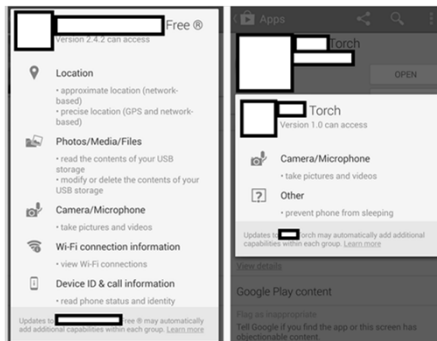 Free ®
Version 2.4.2 can access
Location
• approximate location (network-
based)
• precise location (GPS and network-
based)
Photos/Media/Files
• read the contents of your USB
storage
• modify or delete the contents of your
USB storage
Camera/Microphone
• take pictures and videos
Wi-Fi connection information
• view Wi-Fi connections
Device ID & call information
• read phone status and identity
Updates to
ree ® may automatically
add additional capabilities within each group. Learn more
Apps
Torch
OPEN
Torch
Version 1.0 can access
Camera/Microphone
• take pictures and videos
Other
• prevent phone from sleeping
Updates to
orch may automatically add additional
capabilities within each group. Learn more
View details
Google Play content
Flag as inappropriate
Tell Google if you find the app or this screen has
objectionable content.